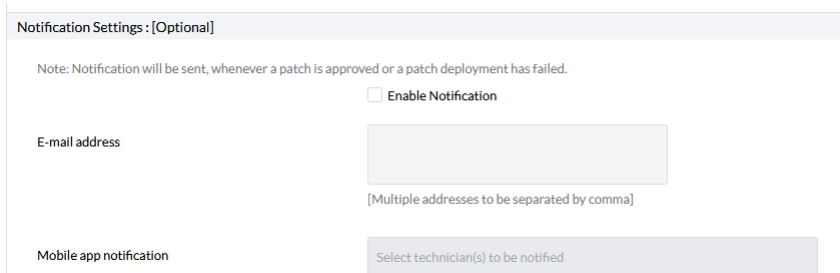 Notification Settings : [Optional]
Note: Notification will be sent, whenever a patch is approved or a patch deployment has failed.
Enable Notification
E-mail address
[Multiple addresses to be separated by comma]
Mobile app notification
Select technician(s) to be notified